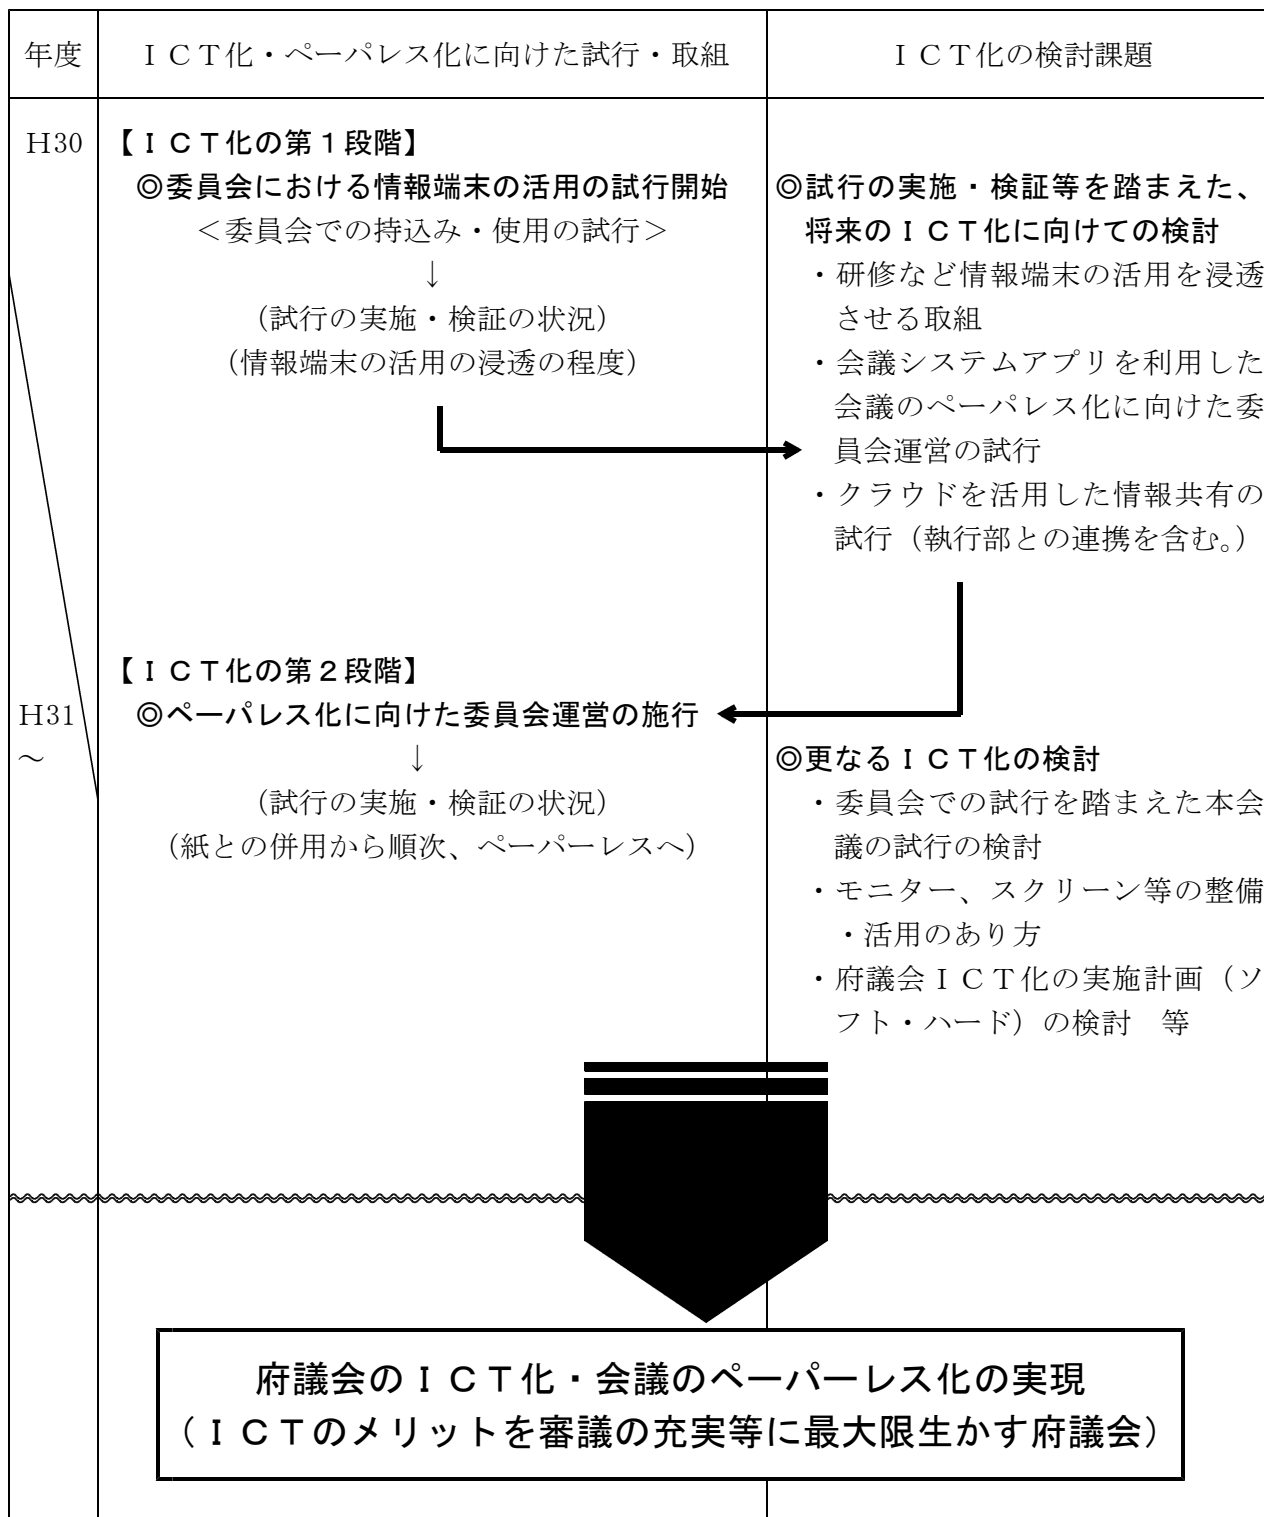 年度
ＩＣＴ化・ペーパレス化に向けた試行・取組
ＩＣＴ化の検討課題
H30
【ＩＣＴ化の第１段階】
◎委員会における情報端末の活用の試行開始
＜委員会での持込み・使用の試行＞
↓
（試行の実施・検証の状況）
（情報端末の活用の浸透の程度）
◎試行の実施・検証等を踏まえた、
将来のＩＣＴ化に向けての検討
・研修など情報端末の活用を浸透
させる取組
・会議システムアプリを利用した
会議のペーパレス化に向けた委
員会運営の試行
・クラウドを活用した情報共有の
試行（執行部との連携を含む。）
H31
～
【ＩＣＴ化の第２段階】
◎ペーパレス化に向けた委員会運営の施行
↓
（試行の実施・検証の状況）
（紙との併用から順次、ペーパーレスへ）
◎更なるＩＣＴ化の検討
・委員会での試行を踏まえた本会
議の試行の検討
・モニター、スクリーン等の整備
・活用のあり方
・府議会ＩＣＴ化の実施計画（ソ
フト・ハード）の検討　等
府議会のＩＣＴ化・会議のペーパーレス化の実現
（ＩＣＴのメリットを審議の充実等に最大限生かす府議会）